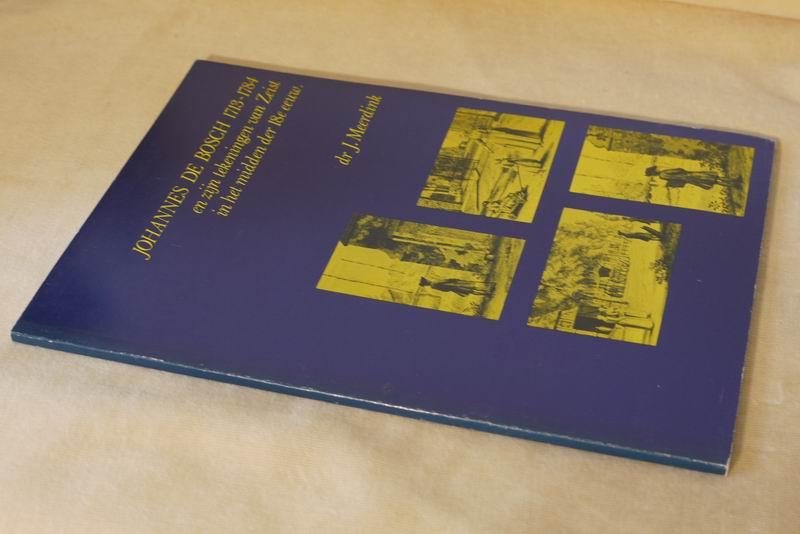 JOHANNES DE BOSCH 1713-1784
en zijn tekeningen van Zeist
in het midden der 18e eeuw.
dr J. Meerdink